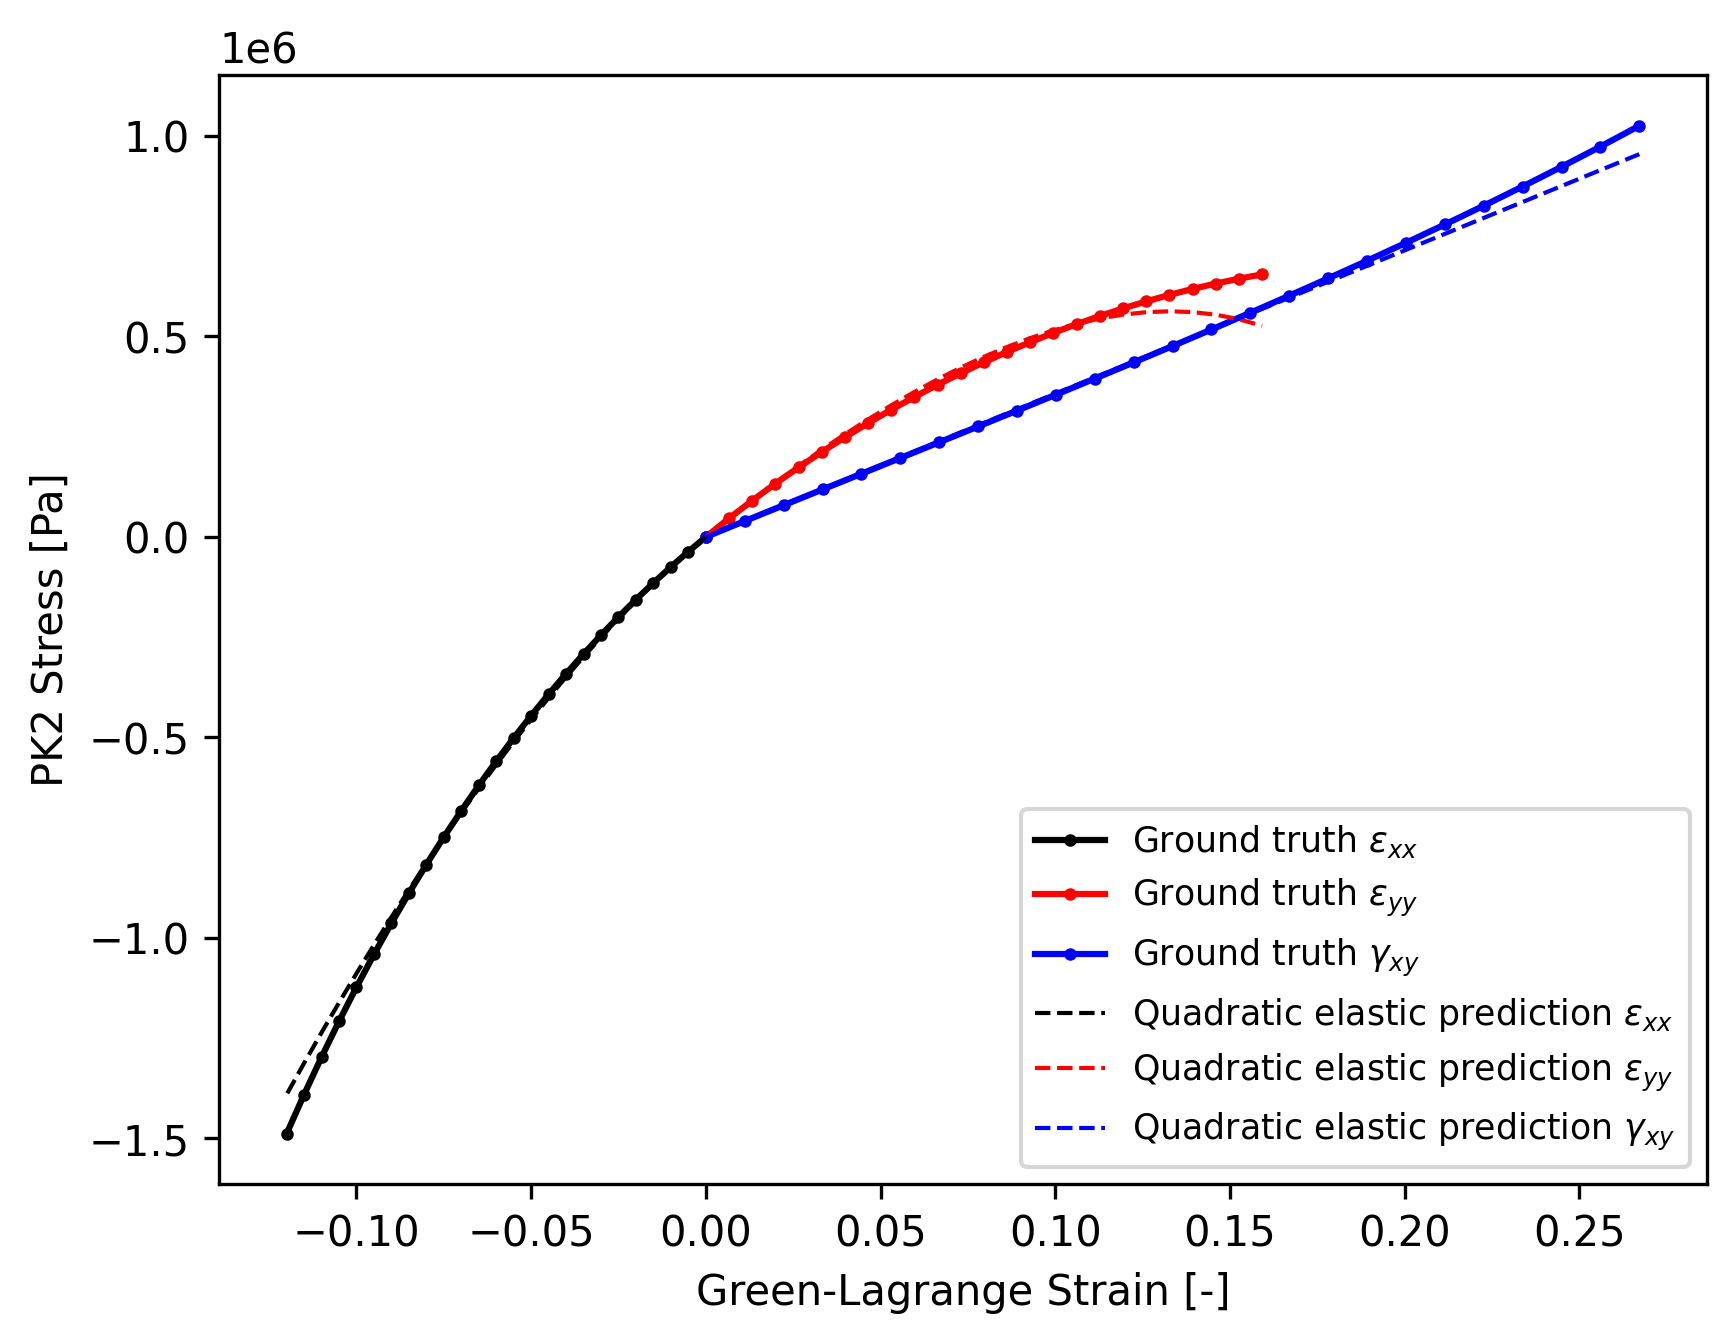 1e6
1.0
0.5
0.0
−0.5
−1.0
−1.5
PK2 Stress [Pa]
Ground truth εxx
Ground truth εyy
Ground truth γxy
Quadratic elastic prediction εxx
Quadratic elastic prediction εyy
Quadratic elastic prediction γxy
−0.10 −0.05 0.00 0.05 0.10 0.15 0.20 0.25
Green-Lagrange Strain [-]